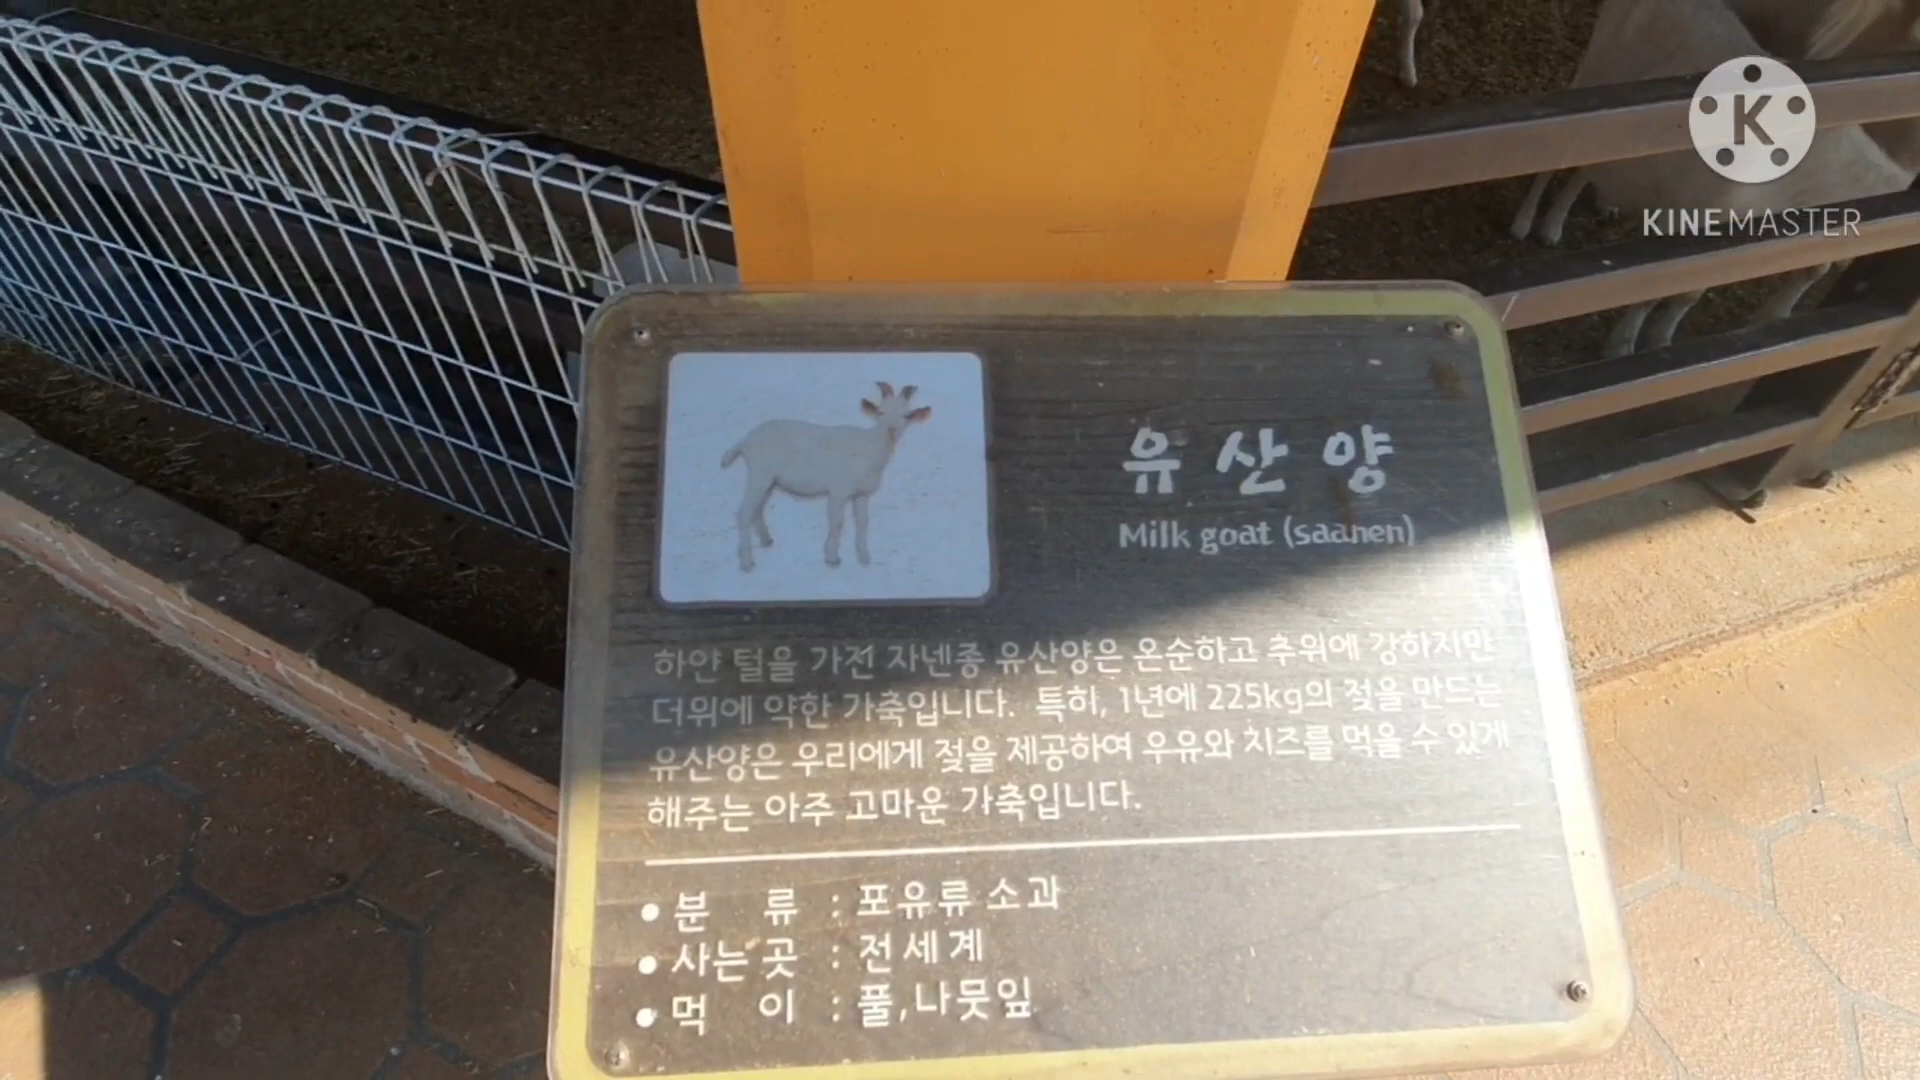 K
KINEMASTER
유산양
Milk goat (saanen)
하얀 털을 가전 자넨종 유산양은 온순하고 추위에 강하지만
더위에 약한 가축입니다. 특히, 1년에 225kg의 젖을 만드는
유산양은 우리에게 젖을 제공하여 우유와 치즈를 먹을 수 있게
해주는 아주 고마운 가축입니다.
• 분 류 : 포유류 소과
• 사는 곳 : 전세계
• 먹 이 : 풀, 나뭇잎